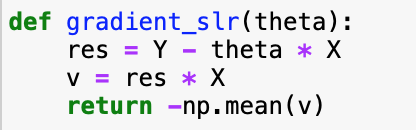 def gradient_slr(theta):
    res = Y - theta * X
    v = res * X
    return -np.mean(v)